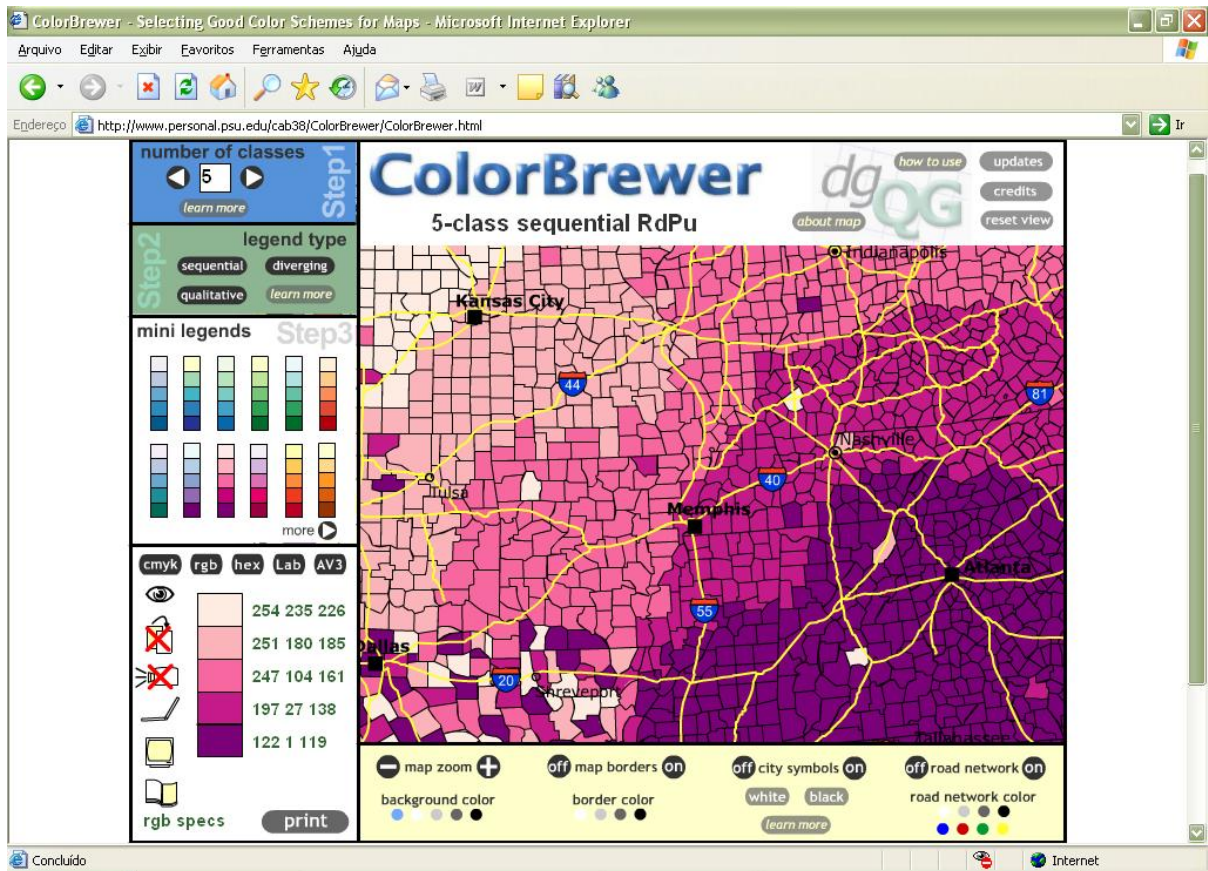 ColorBrewer - Selecting Good Color Schemes for Maps - Microsoft Internet Explorer
Arquivo Editar Exibir Favoritos Ferramentas Ajuda
Endereço http://www.personal.psu.edu/cab38/ColorBrewer/ColorBrewer.html Ir
number of classes
5
learn more
Step1
Step2
legend type
sequential diverging
qualitative learn more
mini legends Step3
more
cmyk rgb hex Lab AV3
254 235 226
251 180 185
247 104 161
197 27 138
122 1 119
rgb specs print
ColorBrewer
5-class sequential RdPu
dg
QG
how to use updates
credits
about map reset view
Indianapolis
Kansas City
44
81
Nashville
Tulsa
40
Memphis
Atlanta
55
Dallas
20
Shreveport
Tallahassee
map zoom off map borders on off city symbols on off road network on
background color border color white black road network color
learn more
Concluído Internet